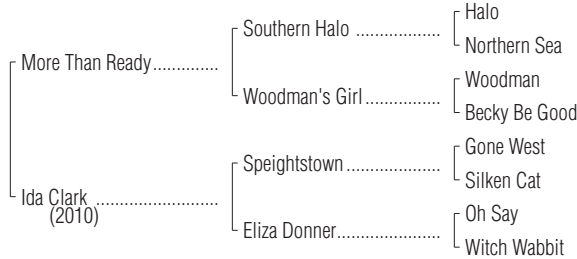 Halo
Southern Halo ..................
Northern Sea
More Than Ready..............
Woodman
Woodman's Girl................
Becky Be Good
Gone West
Speightstown ....................
Silken Cat
Ida Clark ..........................
(2010)
Oh Say
Eliza Donner......................
Witch Wabbit